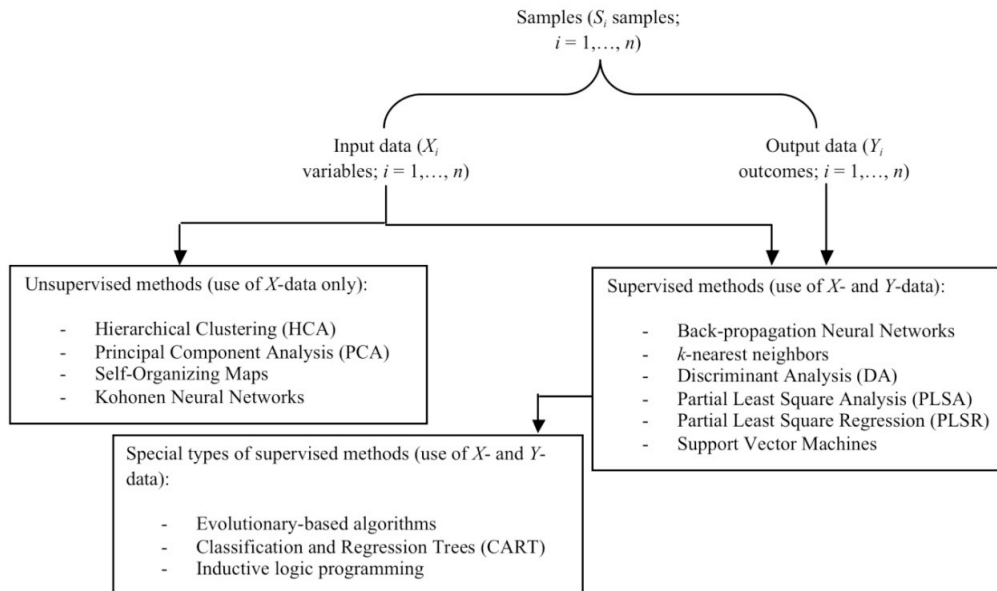 Samples (Sᵢ samples;
i = 1,…, n)
Input data (Xᵢ
variables; i = 1,…, n)
Output data (Yᵢ
outcomes; i = 1,…, n)
Unsupervised methods (use of X-data only):
- Hierarchical Clustering (HCA)
- Principal Component Analysis (PCA)
- Self-Organizing Maps
- Kohonen Neural Networks
Supervised methods (use of X- and Y-data):
- Back-propagation Neural Networks
- k-nearest neighbors
- Discriminant Analysis (DA)
- Partial Least Square Analysis (PLSA)
- Partial Least Square Regression (PLSR)
- Support Vector Machines
Special types of supervised methods (use of X- and Y-
data):
- Evolutionary-based algorithms
- Classification and Regression Trees (CART)
- Inductive logic programming